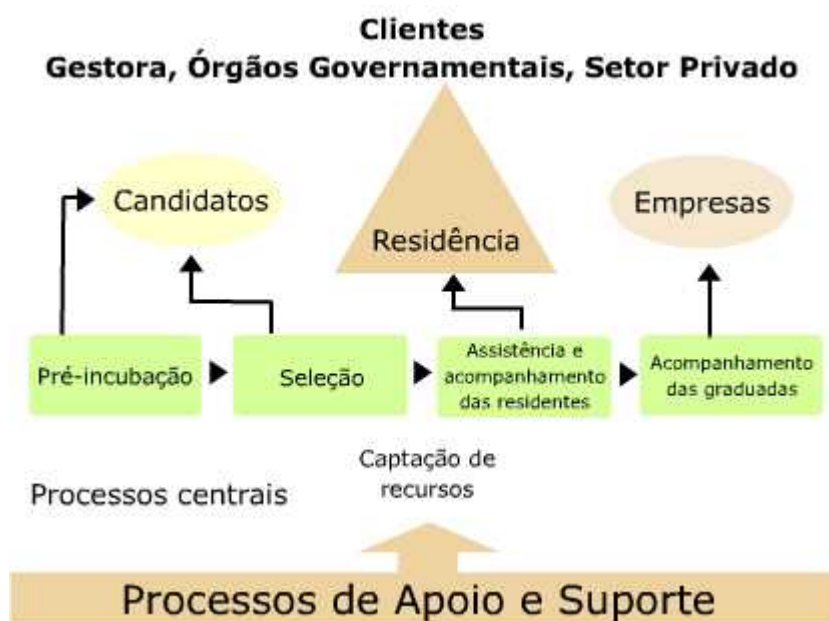 Clientes
Gestora, Órgãos Governamentais, Setor Privado
Candidatos
Residência
Empresas
Pré-incubação
Seleção
Assistência e
acompanhamento
das residentes
Acompanhamento
das graduadas
Processos centrais
Captação de
recursos
Processos de Apoio e Suporte